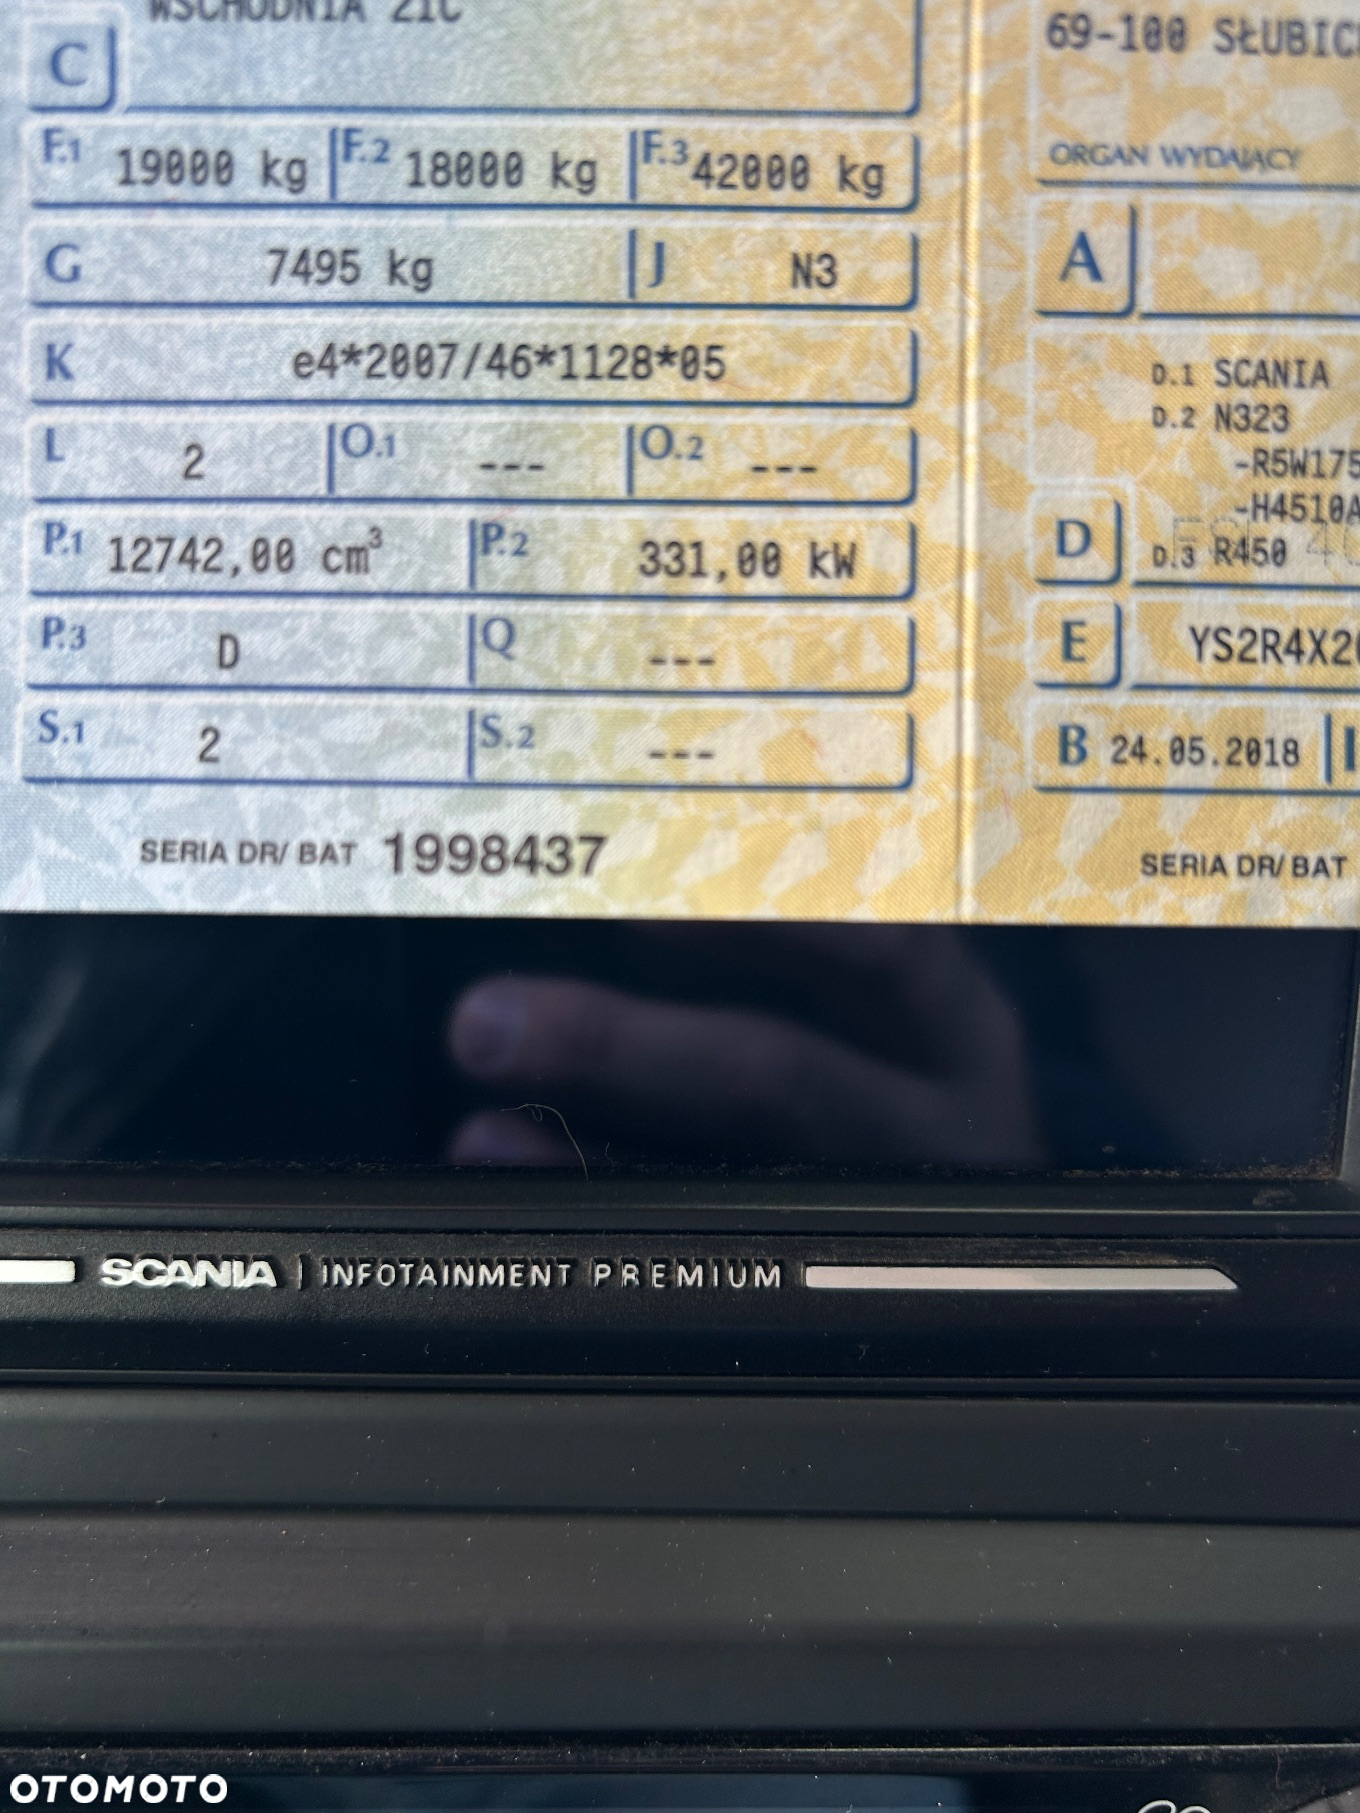 WSCHODNIA 21C
C
F.1 19000 kg F.2 18000 kg F.3 42000 kg
G 7495 kg J N3
K e4*2007/46*1128*05
L 2 O.1 --- O.2 ---
P.1 12742,00 cm³ P.2 331,00 kW
P.3 D Q ---
S.1 2 S.2 ---
SERIA DR/ BAT 1998437
69-100 SŁUBIC
ORGAN WYDAJĄCY
A
D.1 SCANIA
D.2 N323
-R5W175
-H4510A
D D.3 R450
E YS2R4X20
B 24.05.2018 I
SERIA DR/ BAT
SCANIA | INFOTAINMENT PREMIUM
OTOMOTO